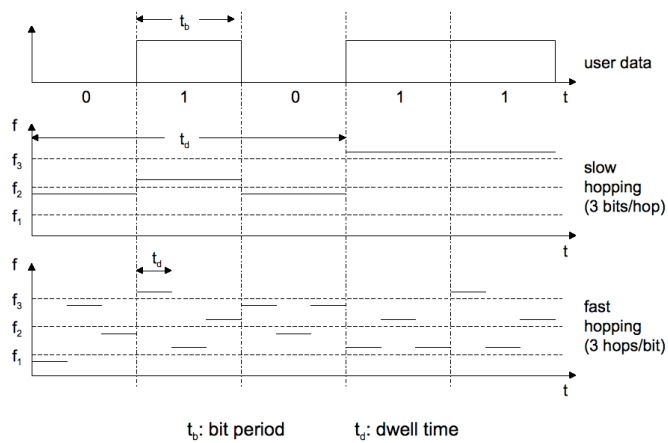 t_b
user data
0 1 0 1 1 t
f
t_d
f_3
f_2
f_1
slow
hopping
(3 bits/hop)
t
f
t_d
f_3
f_2
f_1
fast
hopping
(3 hops/bit)
t
t_b: bit period t_d: dwell time